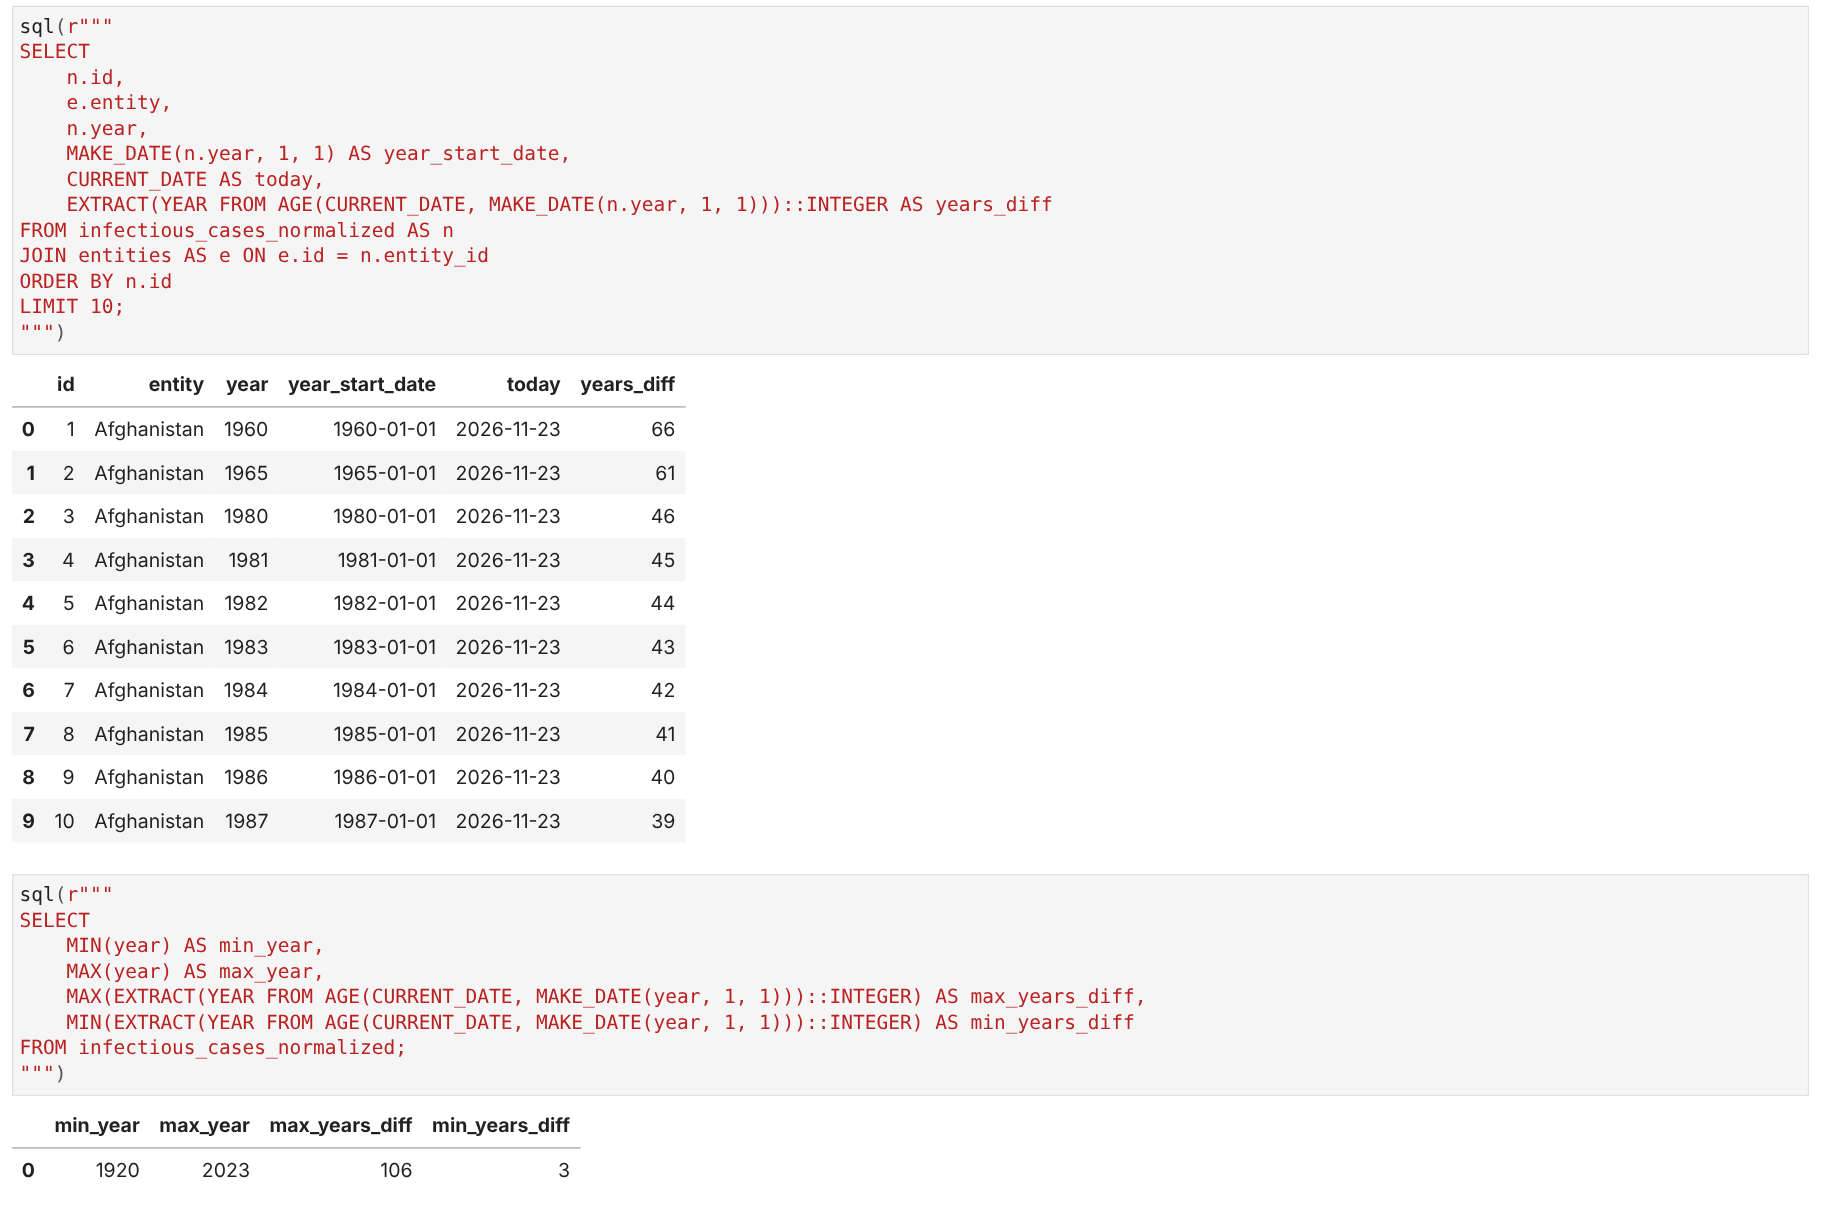 sql(r"""
SELECT
    n.id,
    e.entity,
    n.year,
    MAKE_DATE(n.year, 1, 1) AS year_start_date,
    CURRENT_DATE AS today,
    EXTRACT(YEAR FROM AGE(CURRENT_DATE, MAKE_DATE(n.year, 1, 1)))::INTEGER AS years_diff
FROM infectious_cases_normalized AS n
JOIN entities AS e ON e.id = n.entity_id
ORDER BY n.id
LIMIT 10;
""")
id entity year year_start_date today years_diff
0 1 Afghanistan 1960 1960-01-01 2026-11-23 66
1 2 Afghanistan 1965 1965-01-01 2026-11-23 61
2 3 Afghanistan 1980 1980-01-01 2026-11-23 46
3 4 Afghanistan 1981 1981-01-01 2026-11-23 45
4 5 Afghanistan 1982 1982-01-01 2026-11-23 44
5 6 Afghanistan 1983 1983-01-01 2026-11-23 43
6 7 Afghanistan 1984 1984-01-01 2026-11-23 42
7 8 Afghanistan 1985 1985-01-01 2026-11-23 41
8 9 Afghanistan 1986 1986-01-01 2026-11-23 40
9 10 Afghanistan 1987 1987-01-01 2026-11-23 39
sql(r"""
SELECT
    MIN(year) AS min_year,
    MAX(year) AS max_year,
    MAX(EXTRACT(YEAR FROM AGE(CURRENT_DATE, MAKE_DATE(year, 1, 1)))::INTEGER) AS max_years_diff,
    MIN(EXTRACT(YEAR FROM AGE(CURRENT_DATE, MAKE_DATE(year, 1, 1)))::INTEGER) AS min_years_diff
FROM infectious_cases_normalized;
""")
min_year max_year max_years_diff min_years_diff
0 1920 2023 106 3